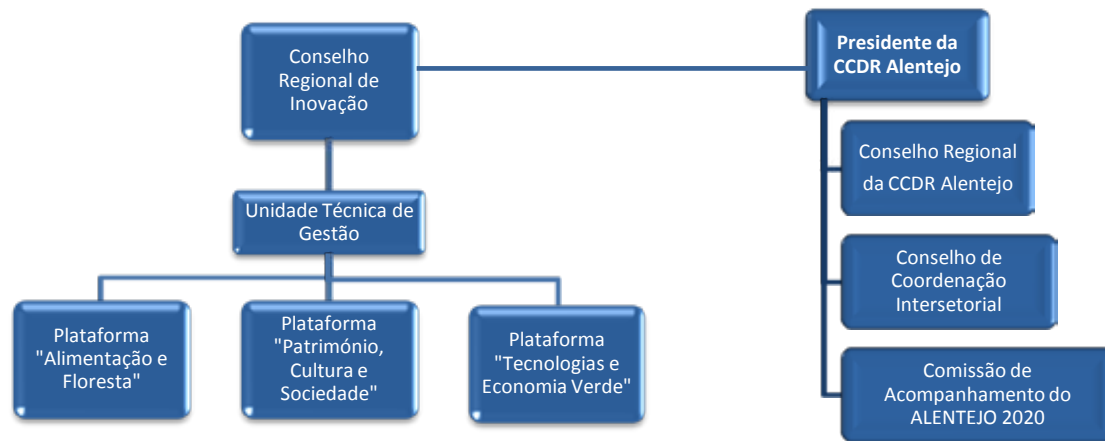 Conselho
Regional de
Inovação
Presidente da
CCDR Alentejo
Conselho Regional
da CCDR Alentejo
Unidade Técnica de
Gestão
Conselho de
Coordenação
Intersetorial
Plataforma
"Alimentação e
Floresta"
Plataforma
"Património,
Cultura e
Sociedade"
Plataforma
"Tecnologias e
Economia Verde"
Comissão de
Acompanhamento do
ALENTEJO 2020